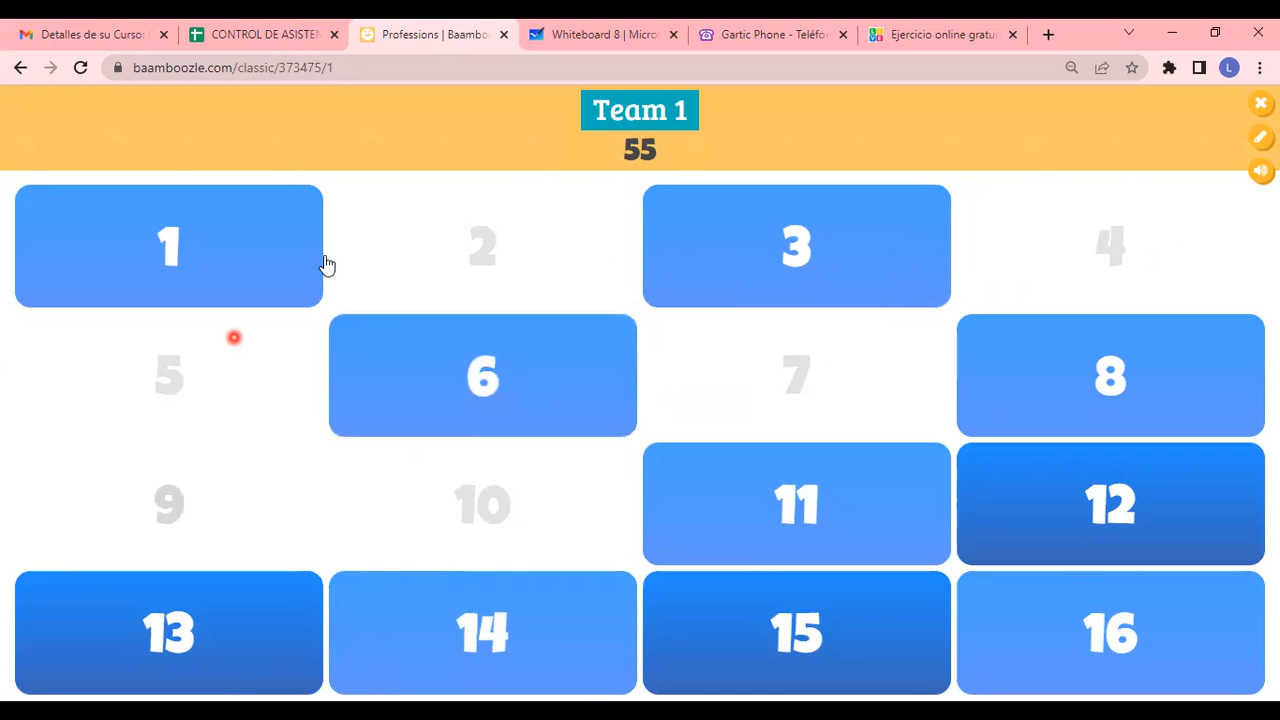 Detalles de su Curso:
CONTROL DE ASISTEN
Professions | Baambo
Whiteboard 8 | Micros
Gartic Phone - Teléfo
Ejercicio online gratui
baamboozle.com/classic/373475/1
L
Team 1
55
1 2 3 4
5 6 7 8
9 10 11 12
13 14 15 16